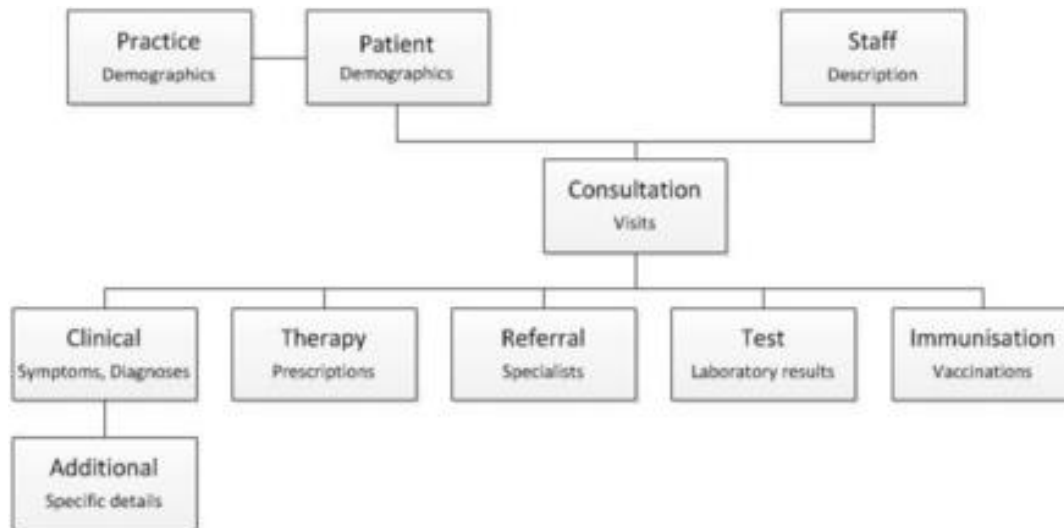 Practice
Demographics
Patient
Demographics
Staff
Description
Consultation
Visits
Clinical
Symptoms, Diagnoses
Therapy
Prescriptions
Referral
Specialists
Test
Laboratory results
Immunisation
Vaccinations
Additional
Specific details